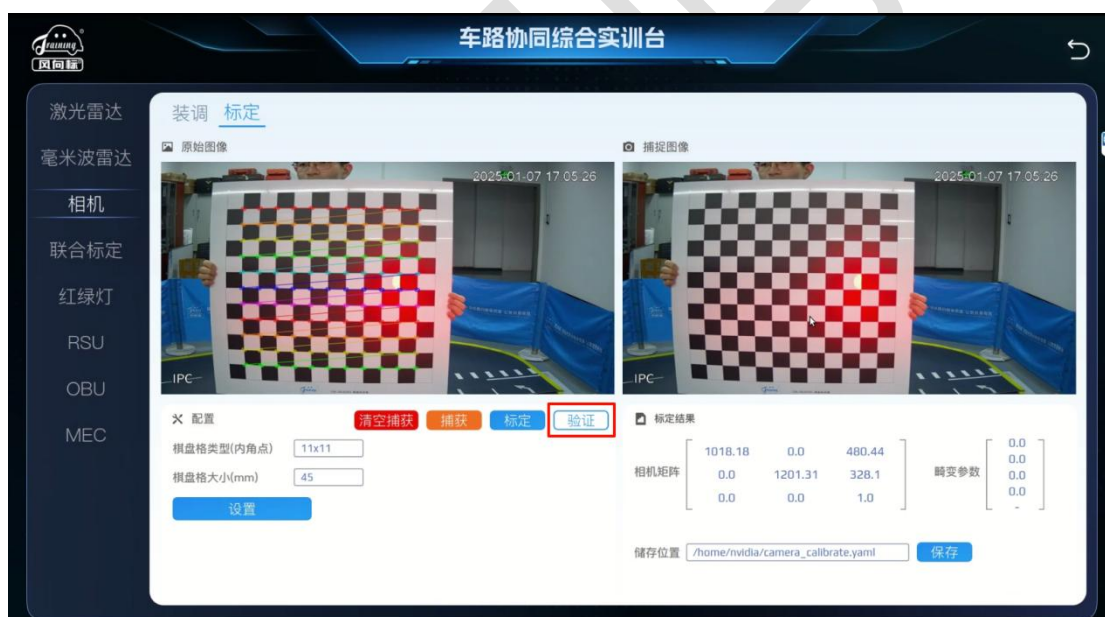 Training
风向标
车路协同综合实训台
激光雷达
毫米波雷达
相机
联合标定
红绿灯
RSU
OBU
MEC
装调 标定
原始图像
2025-01-07 17:05:26
IPC
捕捉图像
2025-01-07 17:05:26
IPC
配置 清空捕获 捕获 标定 验证
棋盘格类型(内角点) 11x11
棋盘格大小(mm) 45
设置
标定结果
相机矩阵
1018.18 0.0 480.44
0.0 1201.31 328.1
0.0 0.0 1.0
畸变参数
0.0
0.0
0.0
0.0
-
储存位置 /home/nvidia/camera_calibrate.yaml 保存